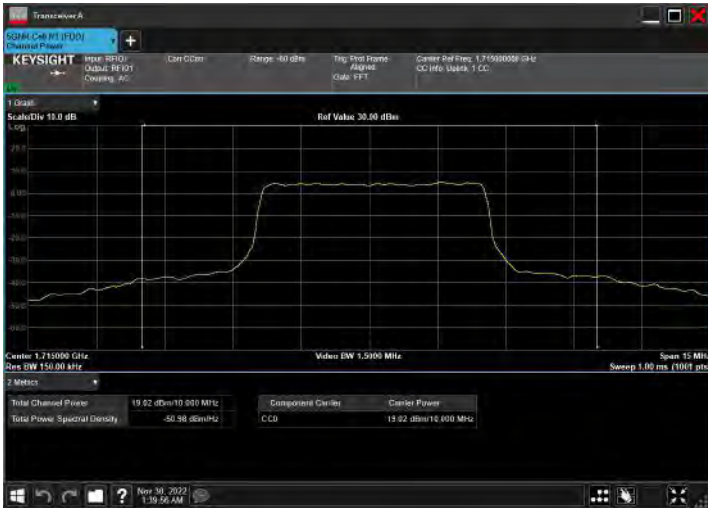 Transceiver A
5GNR-Cell N1 (FDD)
Channel Power
KEYSIGHT
Input: RFIO1
Output: RFIO1
Coupling: AC
Corr CCorr
Range: -60 dBm
Trig: Prot Frame
Aligned
Gate: FFT
Carrier Ref Freq: 1.715000000 GHz
CC Info: Uplink, 1 CC
1 Graph
Scale/Div 10.0 dB
Ref Value 30.00 dBm
Log
Center 1.715000 GHz
Video BW 1.5000 MHz
Span 15 MHz
Res BW 150.00 kHz
Sweep 1.00 ms (1001 pts
2 Metrics
Total Channel Power
19.02 dBm/10.000 MHz
Total Power Spectral Density
-50.98 dBm/Hz
Component Carrier
Carrier Power
CC0
19.02 dBm/10.000 MHz
Nov 30, 2022
1:39:56 AM